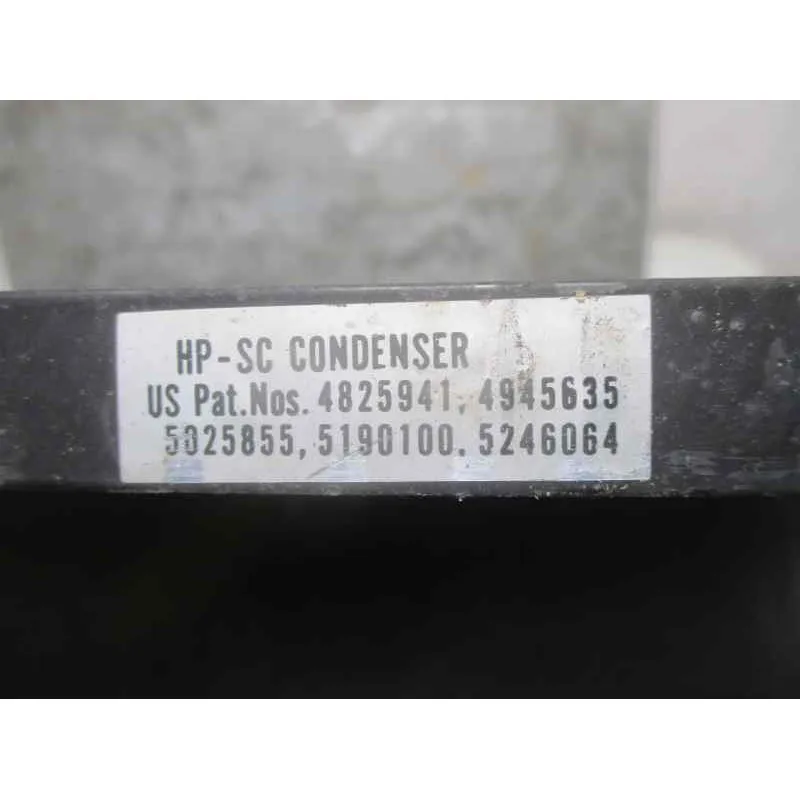 HP-SC CONDENSER
US Pat.Nos. 4825941, 4945635
5025855, 5190100, 5246064